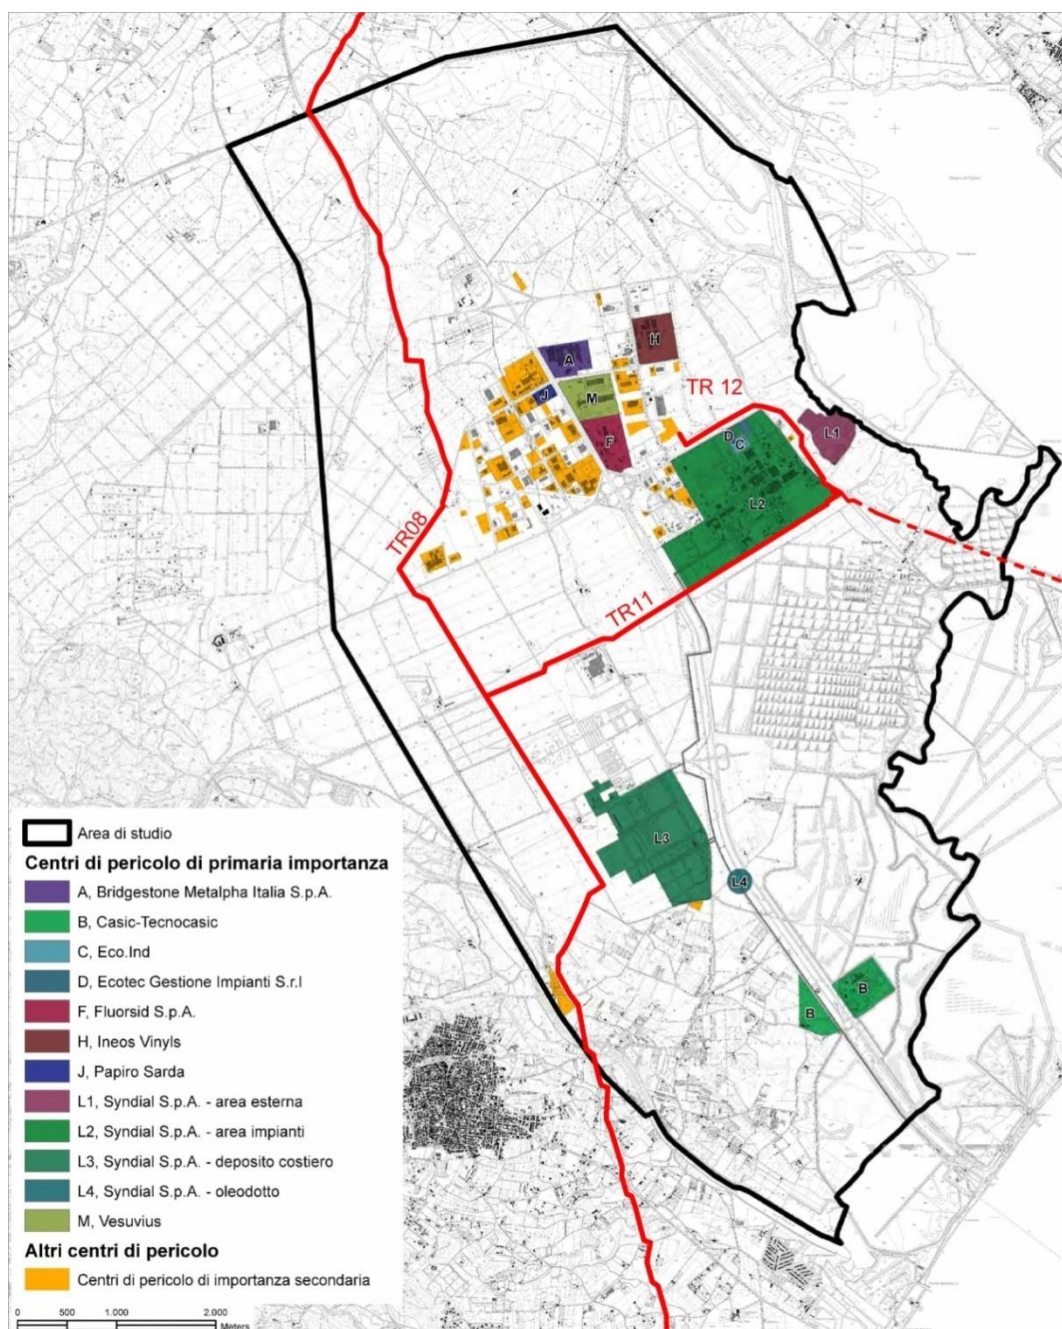 H
A
TR 12
J
M
L1
F
D
C
L2
TR08
TR11
L3
L4
B
B
Area di studio
Centri di pericolo di primaria importanza
A, Bridgestone Metalpha Italia S.p.A.
B, Casic-Tecnocasic
C, Eco.Ind
D, Ecotec Gestione Impianti S.r.l
F, Fluorsid S.p.A.
H, Ineos Vinyls
J, Papiro Sarda
L1, Syndial S.p.A. - area esterna
L2, Syndial S.p.A. - area impianti
L3, Syndial S.p.A. - deposito costiero
L4, Syndial S.p.A. - oleodotto
M, Vesuvius
Altri centri di pericolo
Centri di pericolo di importanza secondaria
0 500 1.000 2.000
Meters